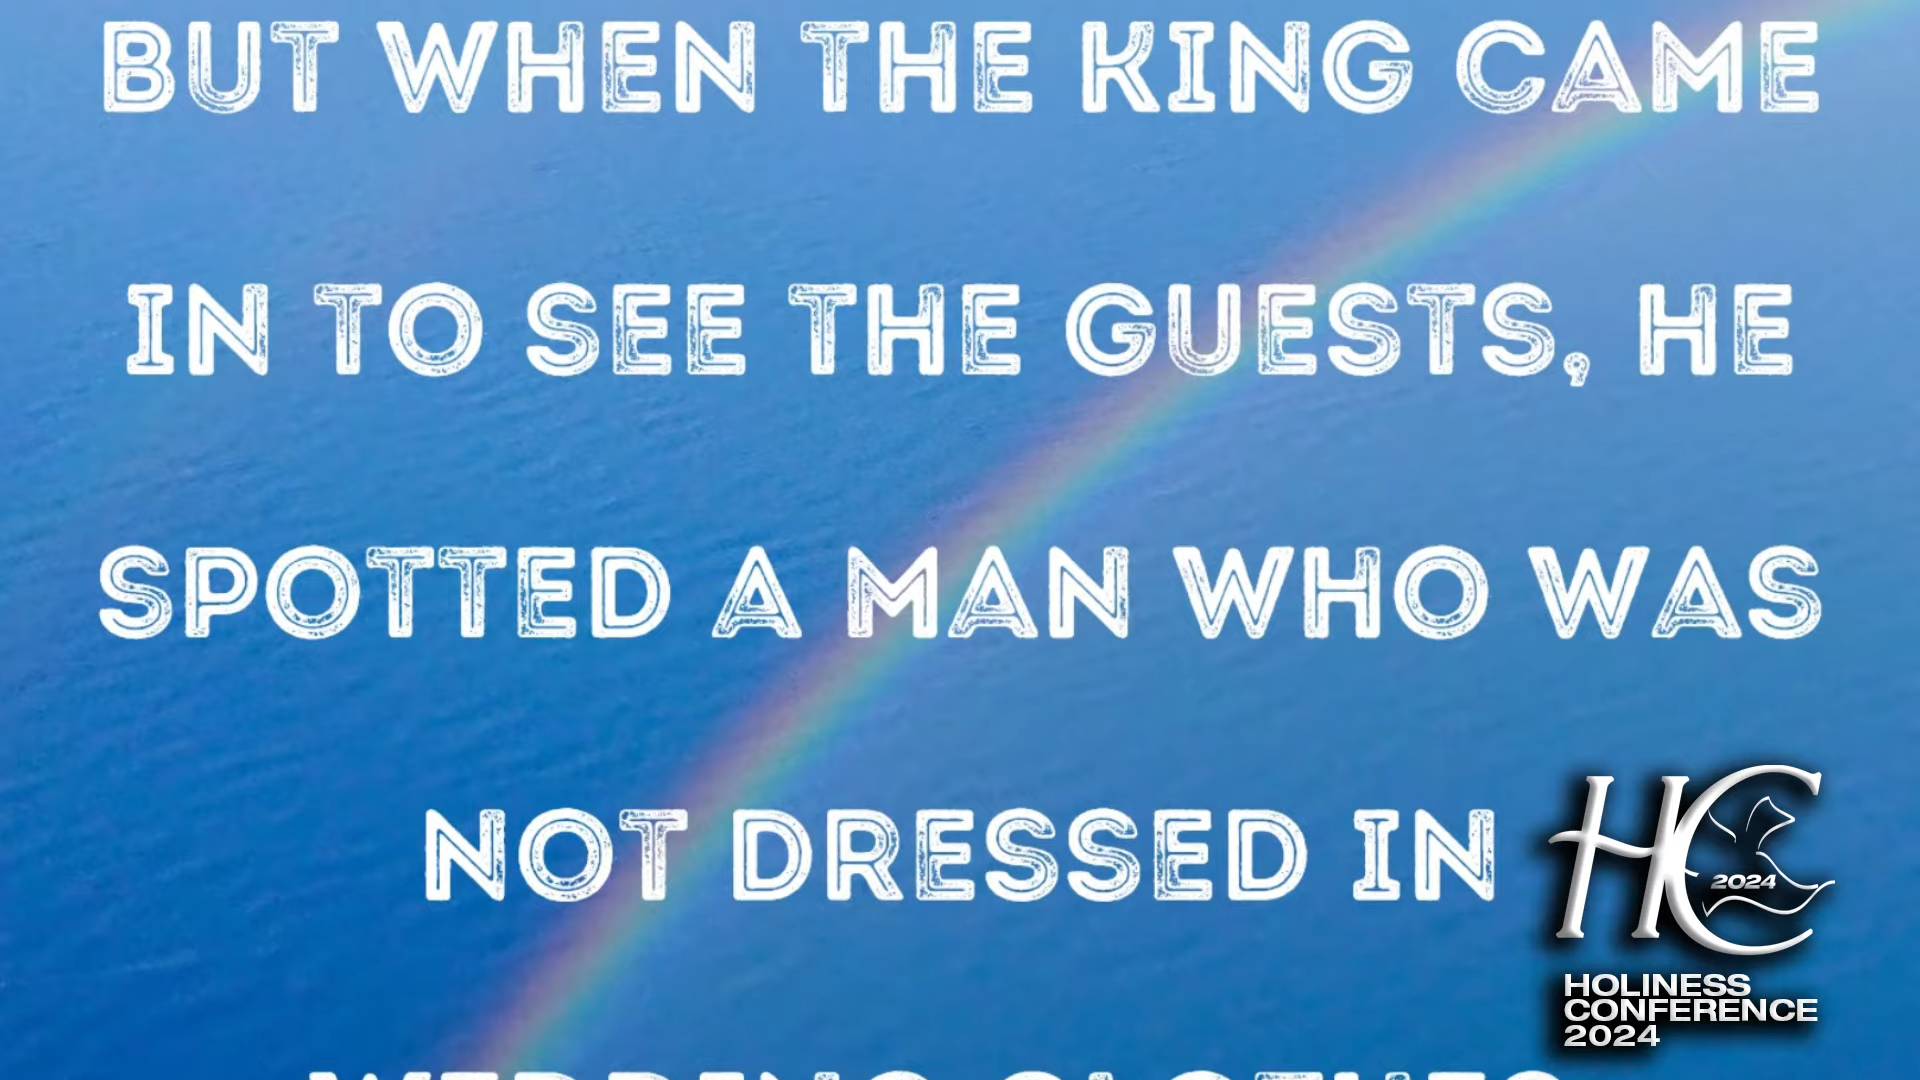 BUT WHEN THE KING CAME
IN TO SEE THE GUESTS, HE
SPOTTED A MAN WHO WAS
NOT DRESSED IN
HC
2024
HOLINESS
CONFERENCE
2024